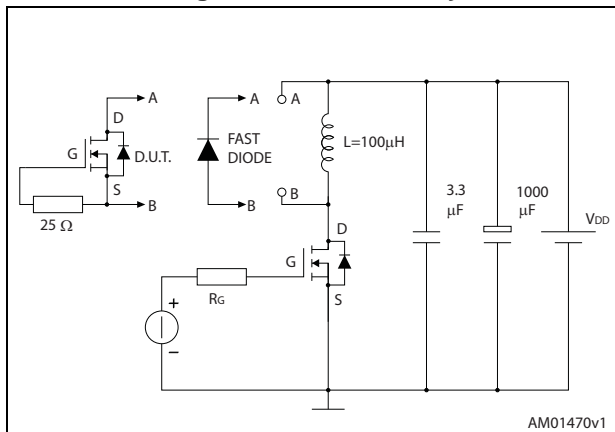 A
A
A
D
FAST
DIODE
L=100µH
G
D.U.T.
S
B
B
B
25 Ω
3.3
µF
1000
µF
VDD
D
G
S
RG
+
−
AM01470v1